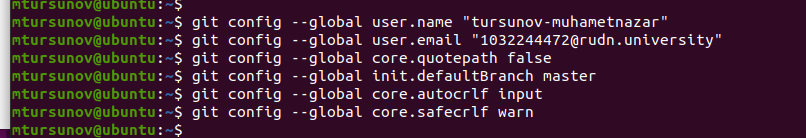 mtursunov@ubuntu:~$
mtursunov@ubuntu:~$ git config --global user.name "tursunov-muhametnazar"
mtursunov@ubuntu:~$ git config --global user.email "1032244472@rudn.university"
mtursunov@ubuntu:~$ git config --global core.quotepath false
mtursunov@ubuntu:~$ git config --global init.defaultBranch master
mtursunov@ubuntu:~$ git config --global core.autocrlf input
mtursunov@ubuntu:~$ git config --global core.safecrlf warn
mtursunov@ubuntu:~$